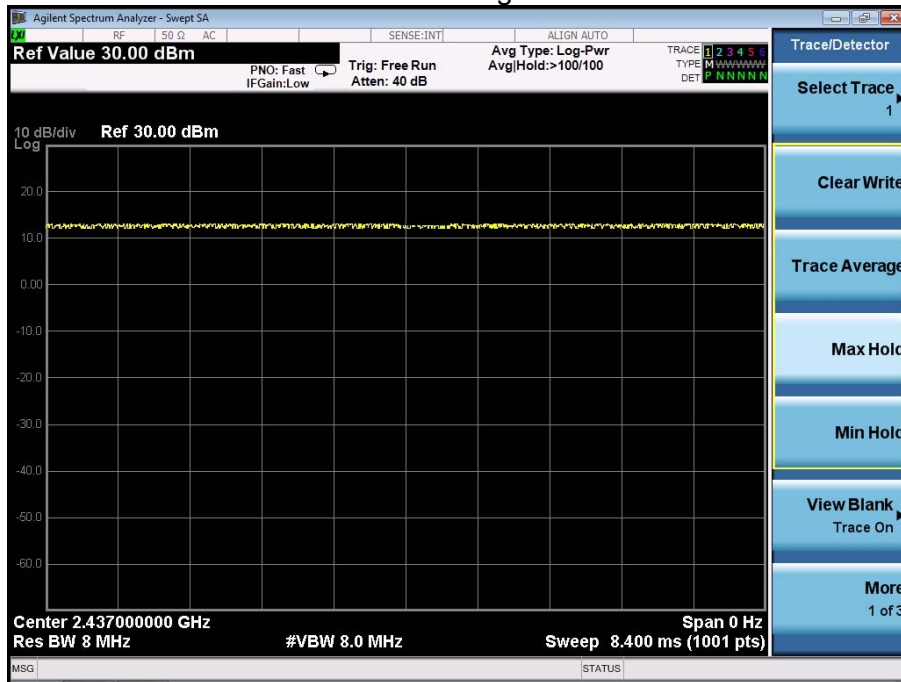 Agilent Spectrum Analyzer - Swept SA
LXI RF 50 Ω AC SENSE:INT ALIGN AUTO
Ref Value 30.00 dBm
PNO: Fast
IFGain:Low
Trig: Free Run
Atten: 40 dB
Avg Type: Log-Pwr
Avg|Hold:>100/100
TRACE 1 2 3 4 5 6
TYPE M WWWWW
DET P N N N N N
Trace/Detector
Select Trace
1
Clear Write
Trace Average
Max Hold
Min Hold
View Blank
Trace On
More
1 of 3
10 dB/div Ref 30.00 dBm
Log
20.0
10.0
0.00
-10.0
-20.0
-30.0
-40.0
-50.0
-60.0
Center 2.437000000 GHz Span 0 Hz
Res BW 8 MHz #VBW 8.0 MHz Sweep 8.400 ms (1001 pts)
MSG STATUS